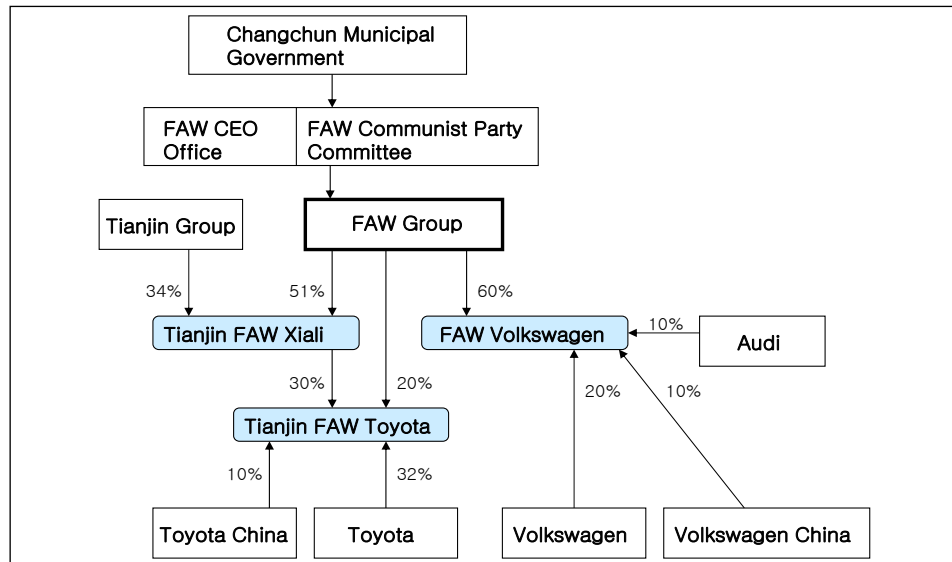 Changchun Municipal
Government
FAW CEO
Office
FAW Communist Party
Committee
Tianjin Group
FAW Group
34%
51%
60%
Tianjin FAW Xiali
FAW Volkswagen
10%
Audi
30%
20%
20%
10%
Tianjin FAW Toyota
10%
32%
Toyota China
Toyota
Volkswagen
Volkswagen China